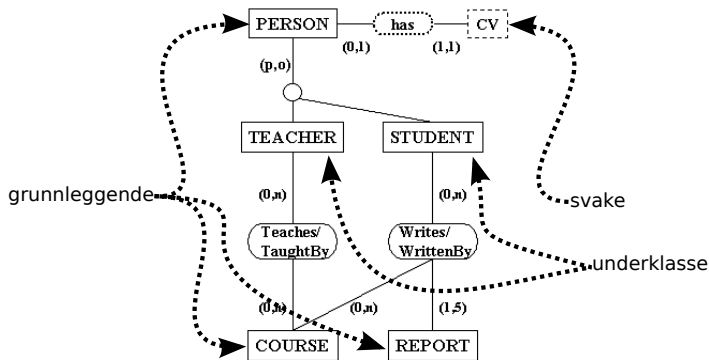 PERSON
has
CV
(0,1)
(1,1)
(p,o)
TEACHER
STUDENT
grunnleggende
(0,n)
(0,n)
svake
Teaches/
TaughtBy
Writes/
WrittenBy
underklasse
(0,n)
(0,n)
(1,5)
COURSE
REPORT